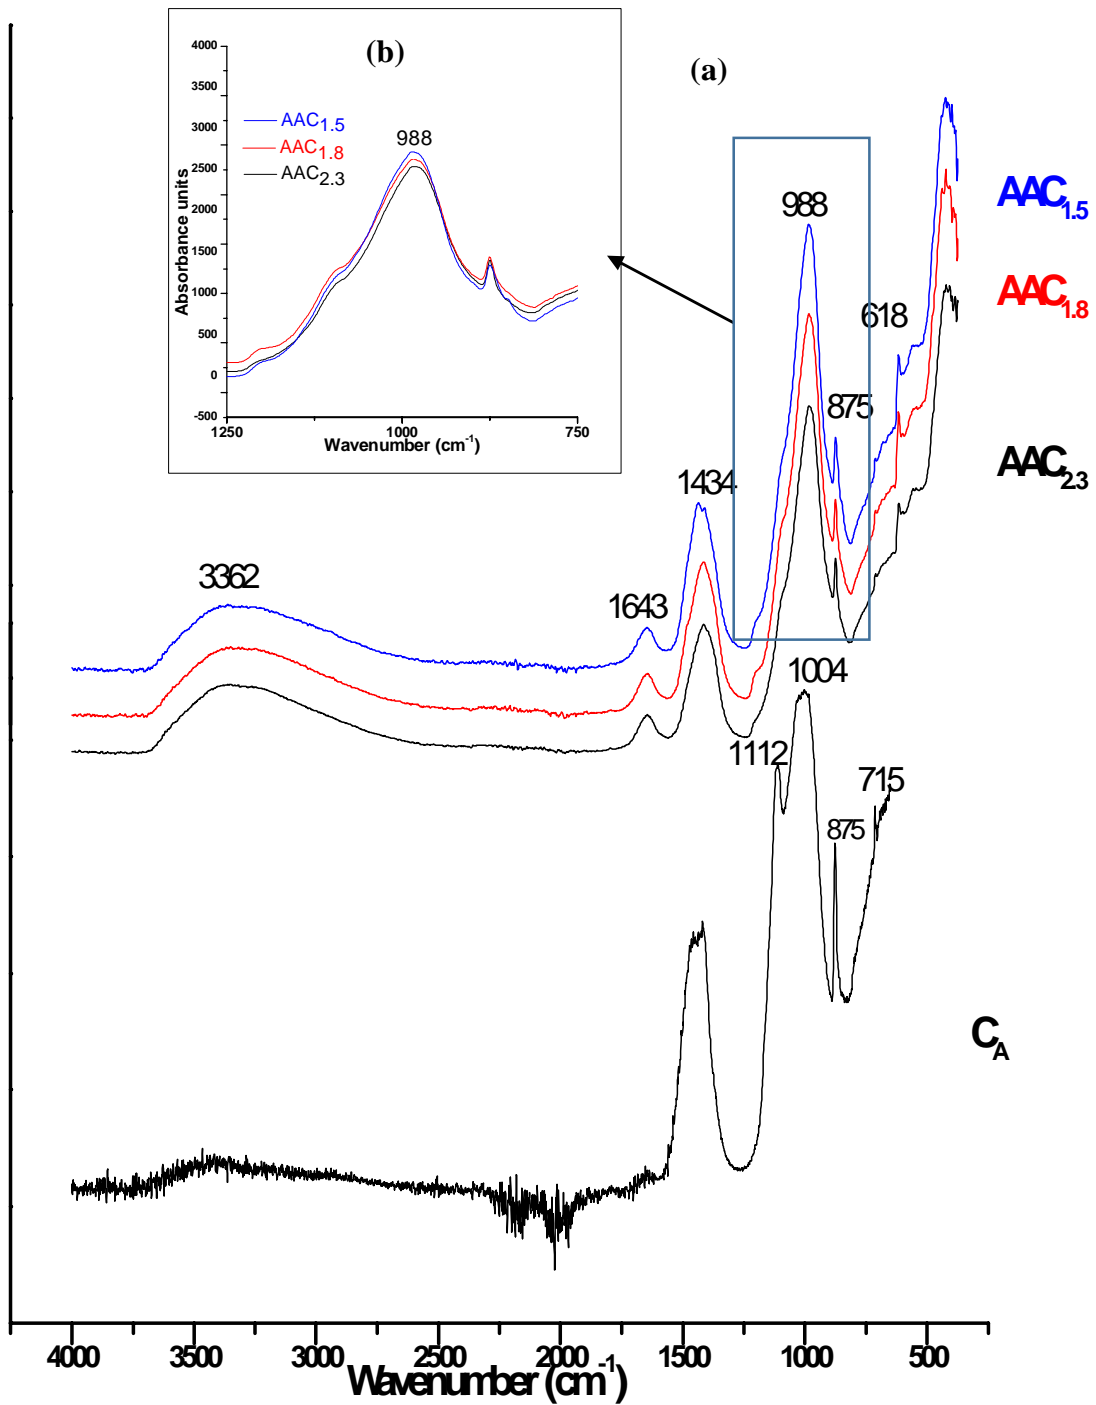 (b)
(a)
4000
3500
3000
2500
2000
1500
1000
500
0
-500
Absorbance units
AAC1.5
AAC1.8
AAC2.3
988
1250
1000
750
Wavenumber (cm-1)
988
AAC1.5
AAC1.8
618
875
AAC2.3
1434
3362
1643
1004
1112
715
875
CA
4000
3500
3000
2500
2000
1500
1000
500
Wavenumber (cm-1)